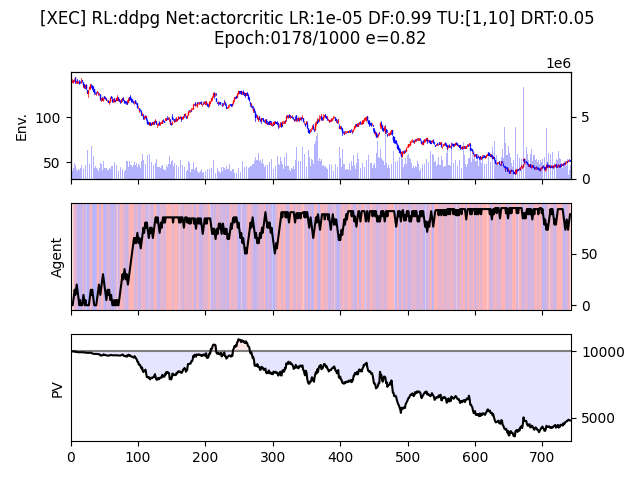 [XEC] RL:ddpg Net:actorcritic LR:1e-05 DF:0.99 TU:[1,10] DRT:0.05
Epoch:0178/1000 e=0.82
1e6
Env.
100
50
5
0
Agent
50
0
PV
10000
5000
0 100 200 300 400 500 600 700